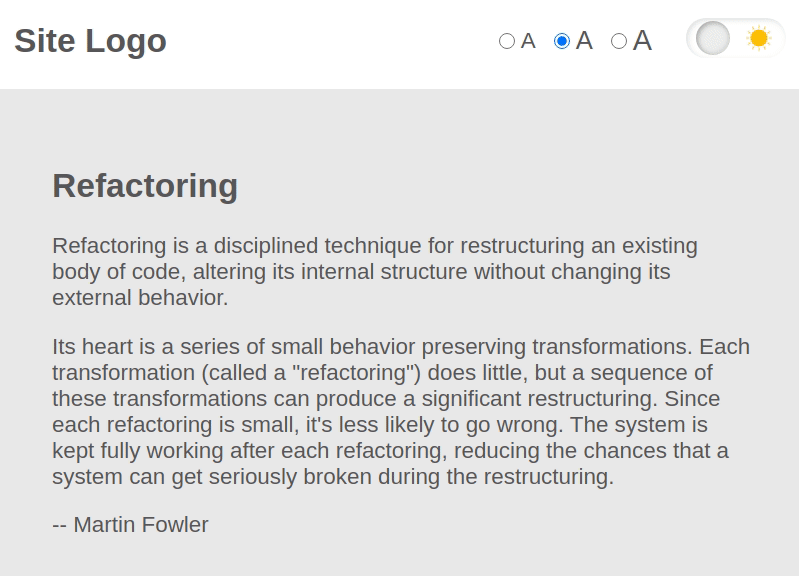 Site Logo
A A A
Refactoring
Refactoring is a disciplined technique for restructuring an existing
body of code, altering its internal structure without changing its
external behavior.
Its heart is a series of small behavior preserving transformations. Each
transformation (called a "refactoring") does little, but a sequence of
these transformations can produce a significant restructuring. Since
each refactoring is small, it's less likely to go wrong. The system is
kept fully working after each refactoring, reducing the chances that a
system can get seriously broken during the restructuring.
-- Martin Fowler